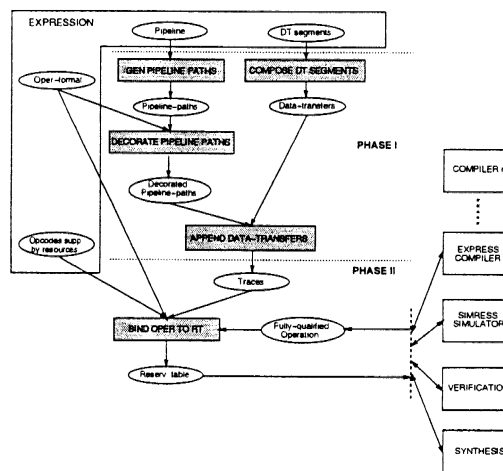 EXPRESSION
Pipeline
DT segments
GEN PIPELINE PATHS
COMPOSE DT SEGMENTS
Oper-format
Pipeline-paths
Data-transfers
DECORATE PIPELINE PATHS
PHASE I
COMPILER
Decorated
Pipeline-paths
APPEND DATA-TRANSFERS
Opcodes supp
by resources
EXPRESS
COMPILER
PHASE II
Traces
SIMRESS
SIMULATOR
BIND OPER TO RT
Fully-qualified
Operation
Reserv. table
VERIFICATION
SYNTHESIS